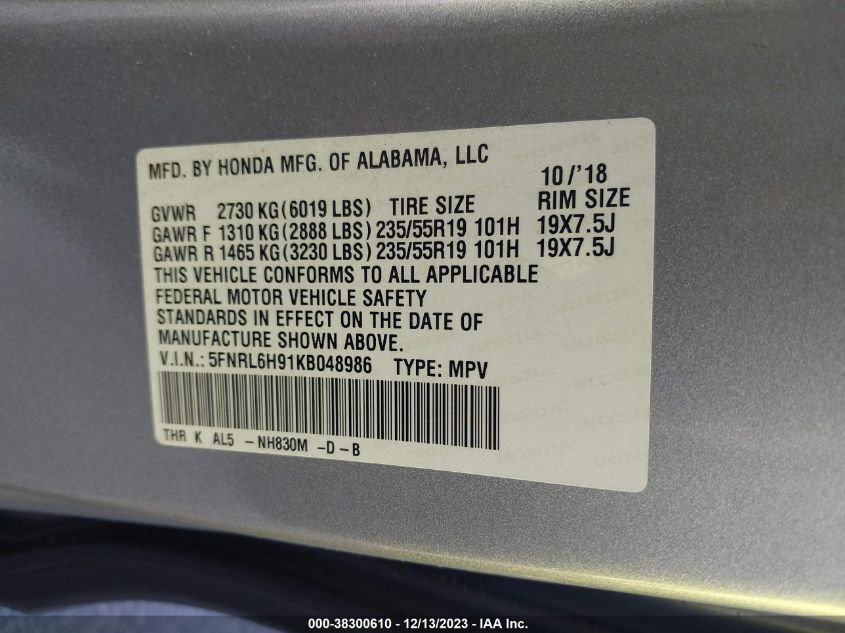 MFD. BY HONDA MFG. OF ALABAMA, LLC
10/'18
GVWR 2730 KG(6019 LBS) TIRE SIZE RIM SIZE
GAWR F 1310 KG(2888 LBS) 235/55R19 101H 19X7.5J
GAWR R 1465 KG(3230 LBS) 235/55R19 101H 19X7.5J
THIS VEHICLE CONFORMS TO ALL APPLICABLE
FEDERAL MOTOR VEHICLE SAFETY
STANDARDS IN EFFECT ON THE DATE OF
MANUFACTURE SHOWN ABOVE.
V.I.N.: 5FNRL6H91KB048986 TYPE: MPV
THR K AL5 -NH830M -D-B
000-38300610 - 12/13/2023 - IAA Inc.